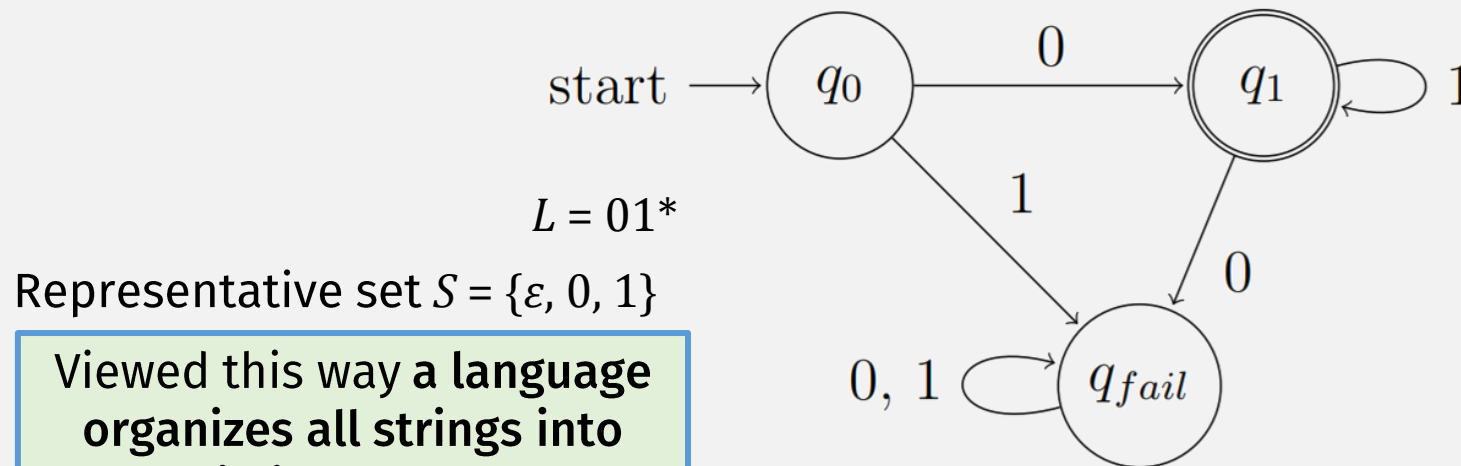 0
start q0 q1 1
1
L = 01*
0
Representative set S = {ε, 0, 1}
Viewed this way a language
organizes all strings into
0, 1 qfail